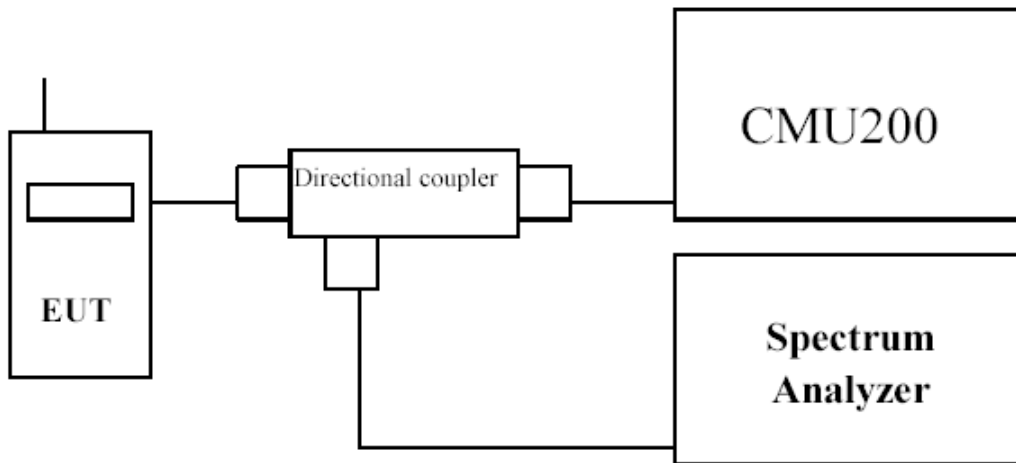 CMU200
Directional coupler
EUT
Spectrum
Analyzer